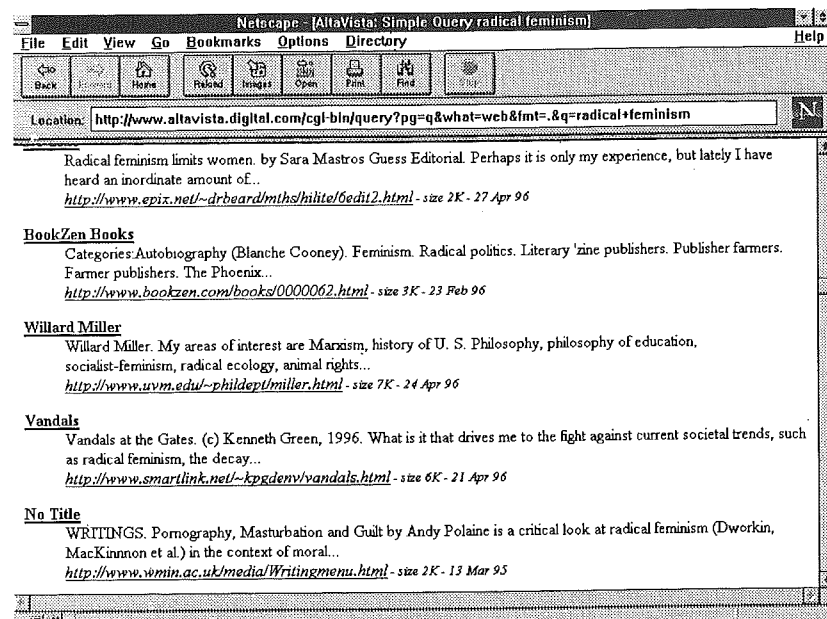 Netscape - [AltaVista: Simple Query radical feminism]
File Edit View Go Bookmarks Options Directory Help
Back Forward Home Reload Images Open Print Find Stop
Location: http://www.altavista.digital.com/cgi-bin/query?pg=q&what=web&fmt=.&q=radical+feminism
N
Radical feminism limits women. by Sara Mastros Guess Editorial. Perhaps it is only my experience, but lately I have
heard an inordinate amount of...
http://www.epix.net/~drbeard/mths/hilite/6edit2.html - size 2K - 27 Apr 96
BookZen Books
Categories:Autobiography (Blanche Cooney). Feminism. Radical politics. Literary 'zine publishers. Publisher farmers.
Farmer publishers. The Phoenix...
http://www.bookzen.com/books/0000062.html - size 3K - 23 Feb 96
Willard Miller
Willard Miller. My areas of interest are Marxism, history of U. S. Philosophy, philosophy of education,
socialist-feminism, radical ecology, animal rights...
http://www.uvm.edu/~phildept/miller.html - size 7K - 24 Apr 96
Vandals
Vandals at the Gates. (c) Kenneth Green, 1996. What is it that drives me to the fight against current societal trends, such
as radical feminism, the decay...
http://www.smartlink.net/~kpgdenv/vandals.html - size 6K - 21 Apr 96
No Title
WRITINGS. Pornography, Masturbation and Guilt by Andy Polaine is a critical look at radical feminism (Dworkin,
MacKinnnon et al.) in the context of moral...
http://www.wmin.ac.uk/media/Writingmenu.html - size 2K - 13 Mar 95